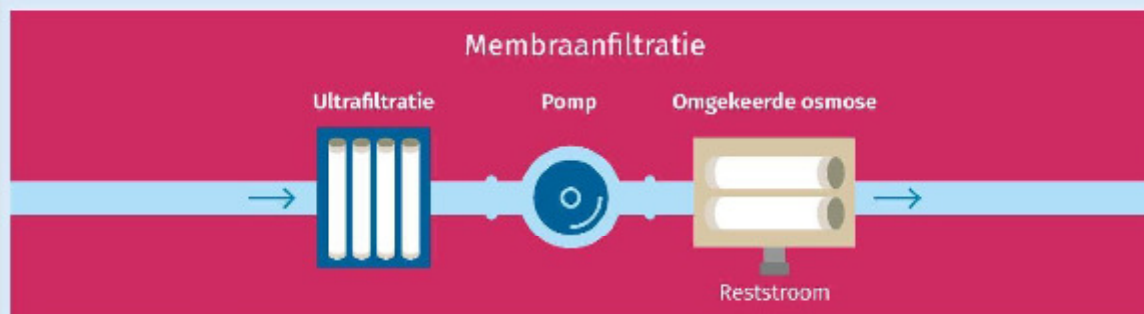 Membraanfiltratie
Ultrafiltratie
Pomp
Omgekeerde osmose
Reststroom